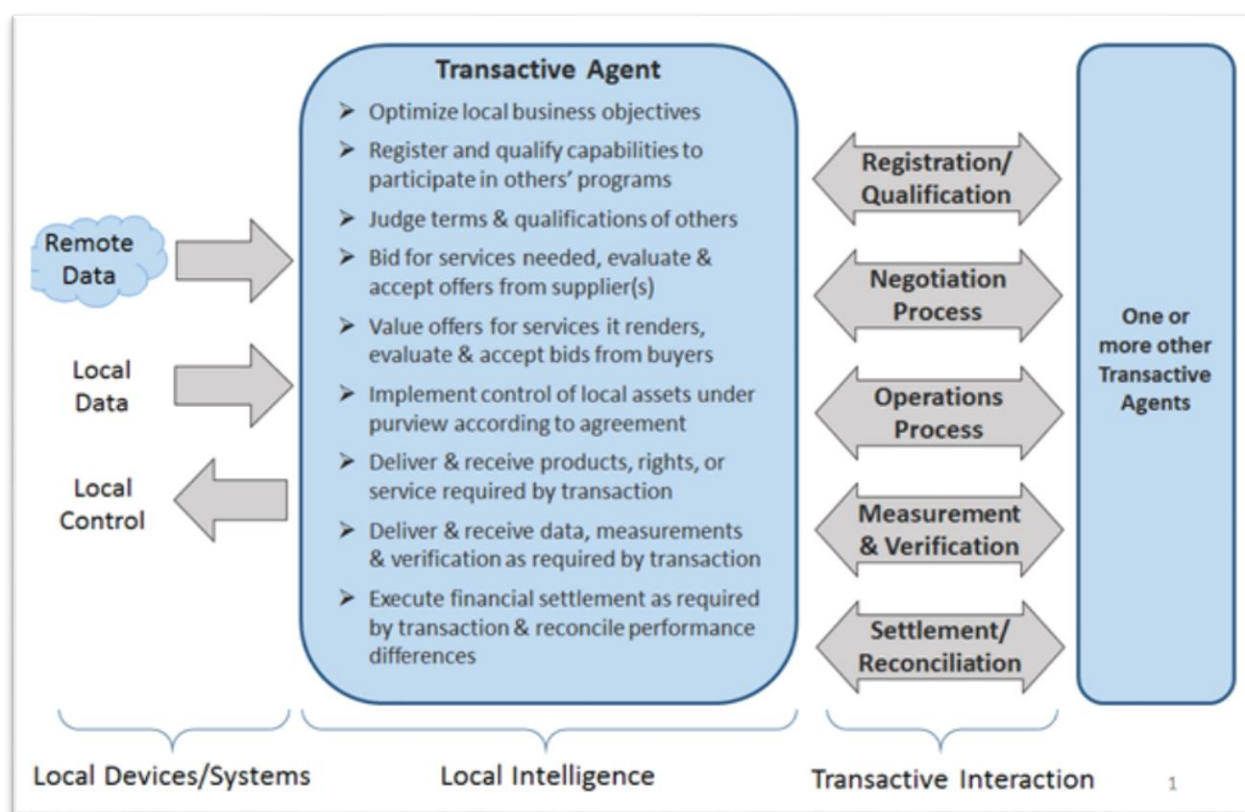 Remote
Data
Local
Data
Local
Control
Transactive Agent
➢ Optimize local business objectives
➢ Register and qualify capabilities to
participate in others’ programs
➢ Judge terms & qualifications of others
➢ Bid for services needed, evaluate &
accept offers from supplier(s)
➢ Value offers for services it renders,
evaluate & accept bids from buyers
➢ Implement control of local assets under
purview according to agreement
➢ Deliver & receive products, rights, or
service required by transaction
➢ Deliver & receive data, measurements
& verification as required by transaction
➢ Execute financial settlement as required
by transaction & reconcile performance
differences
Registration/
Qualification
Negotiation
Process
Operations
Process
Measurement
& Verification
Settlement/
Reconciliation
One or
more other
Transactive
Agents
Local Devices/Systems
Local Intelligence
Transactive Interaction
1